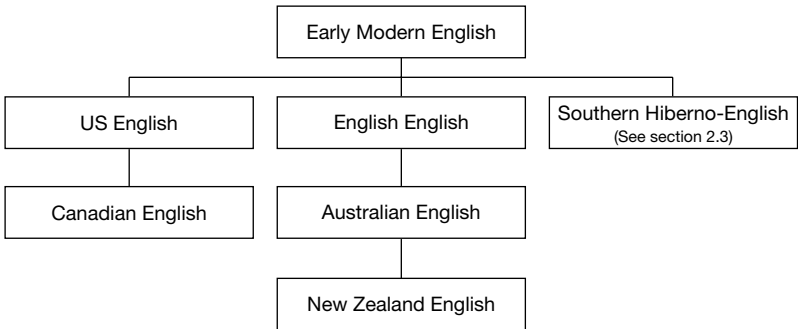 Early Modern English
US English
English English
Southern Hiberno-English
(See section 2.3)
Canadian English
Australian English
New Zealand English